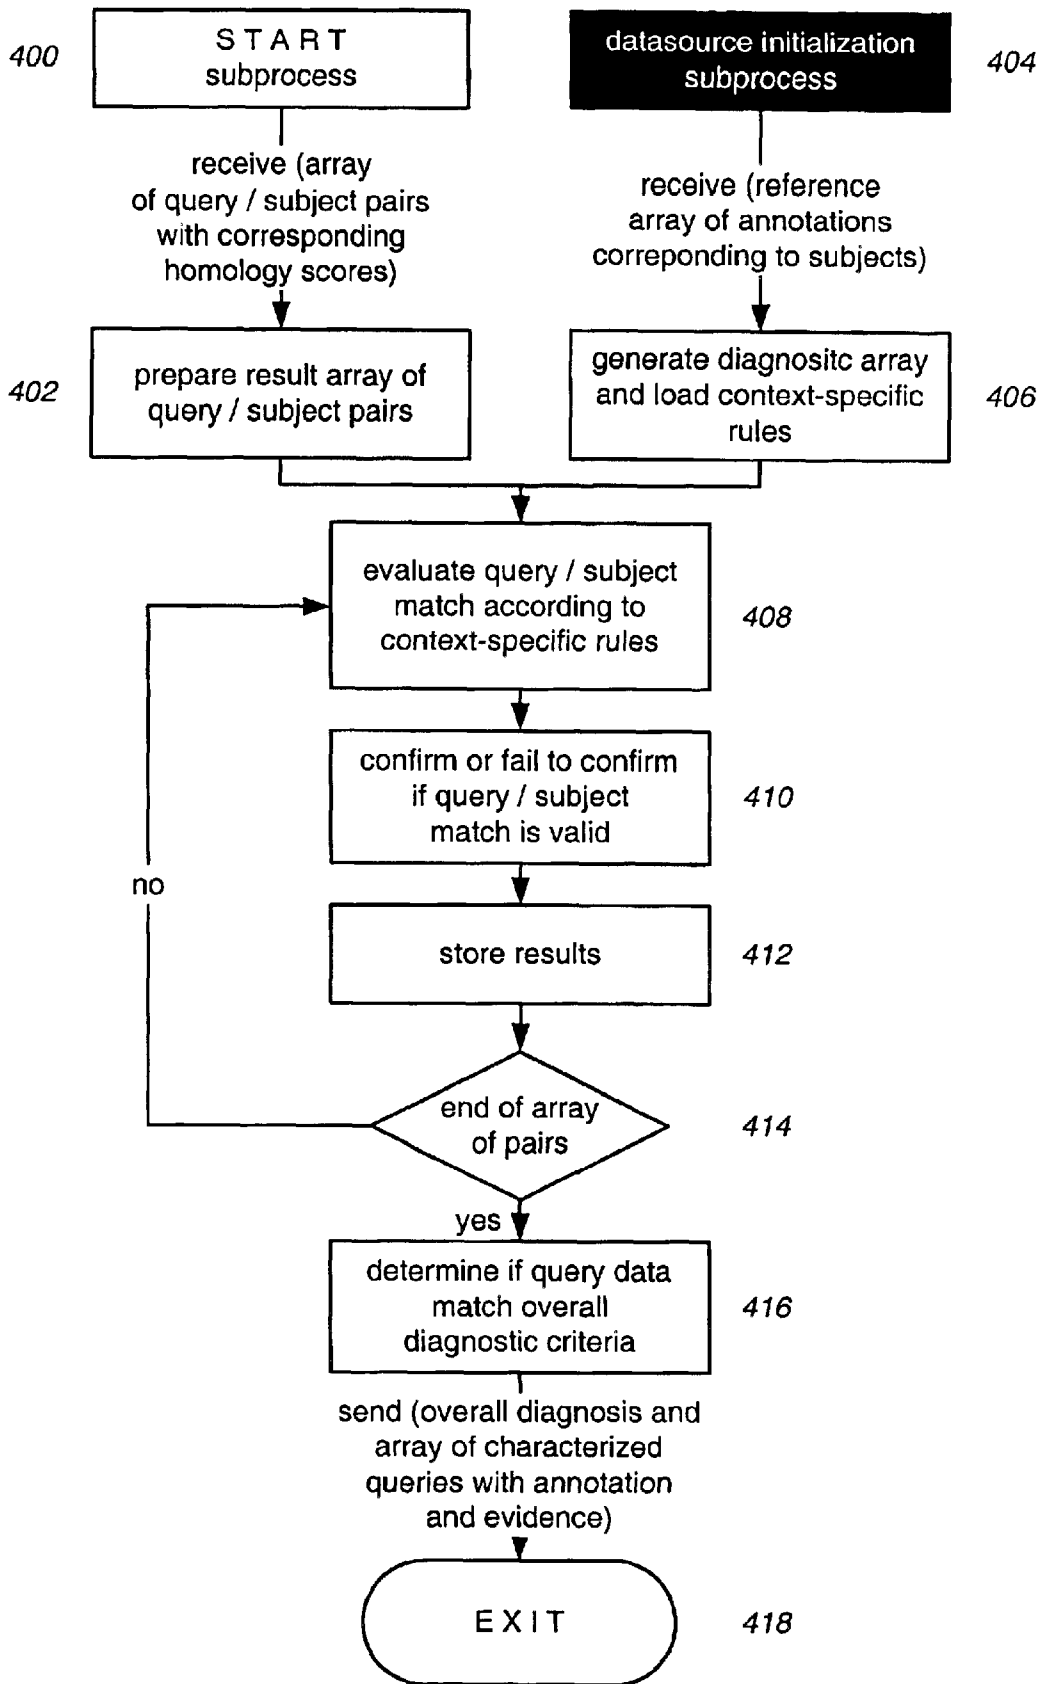 400
S T A R T
subprocess
datasource initialization
subprocess
404
receive (array
of query / subject pairs
with corresponding
homology scores)
receive (reference
array of annotations
correponding to subjects)
402
prepare result array of
query / subject pairs
generate diagnositc array
and load context-specific
rules
406
evaluate query / subject
match according to
context-specific rules
408
confirm or fail to confirm
if query / subject
match is valid
410
no
store results
412
end of array
of pairs
414
yes
determine if query data
match overall
diagnostic criteria
416
send (overall diagnosis and
array of characterized
queries with annotation
and evidence)
E X I T
418